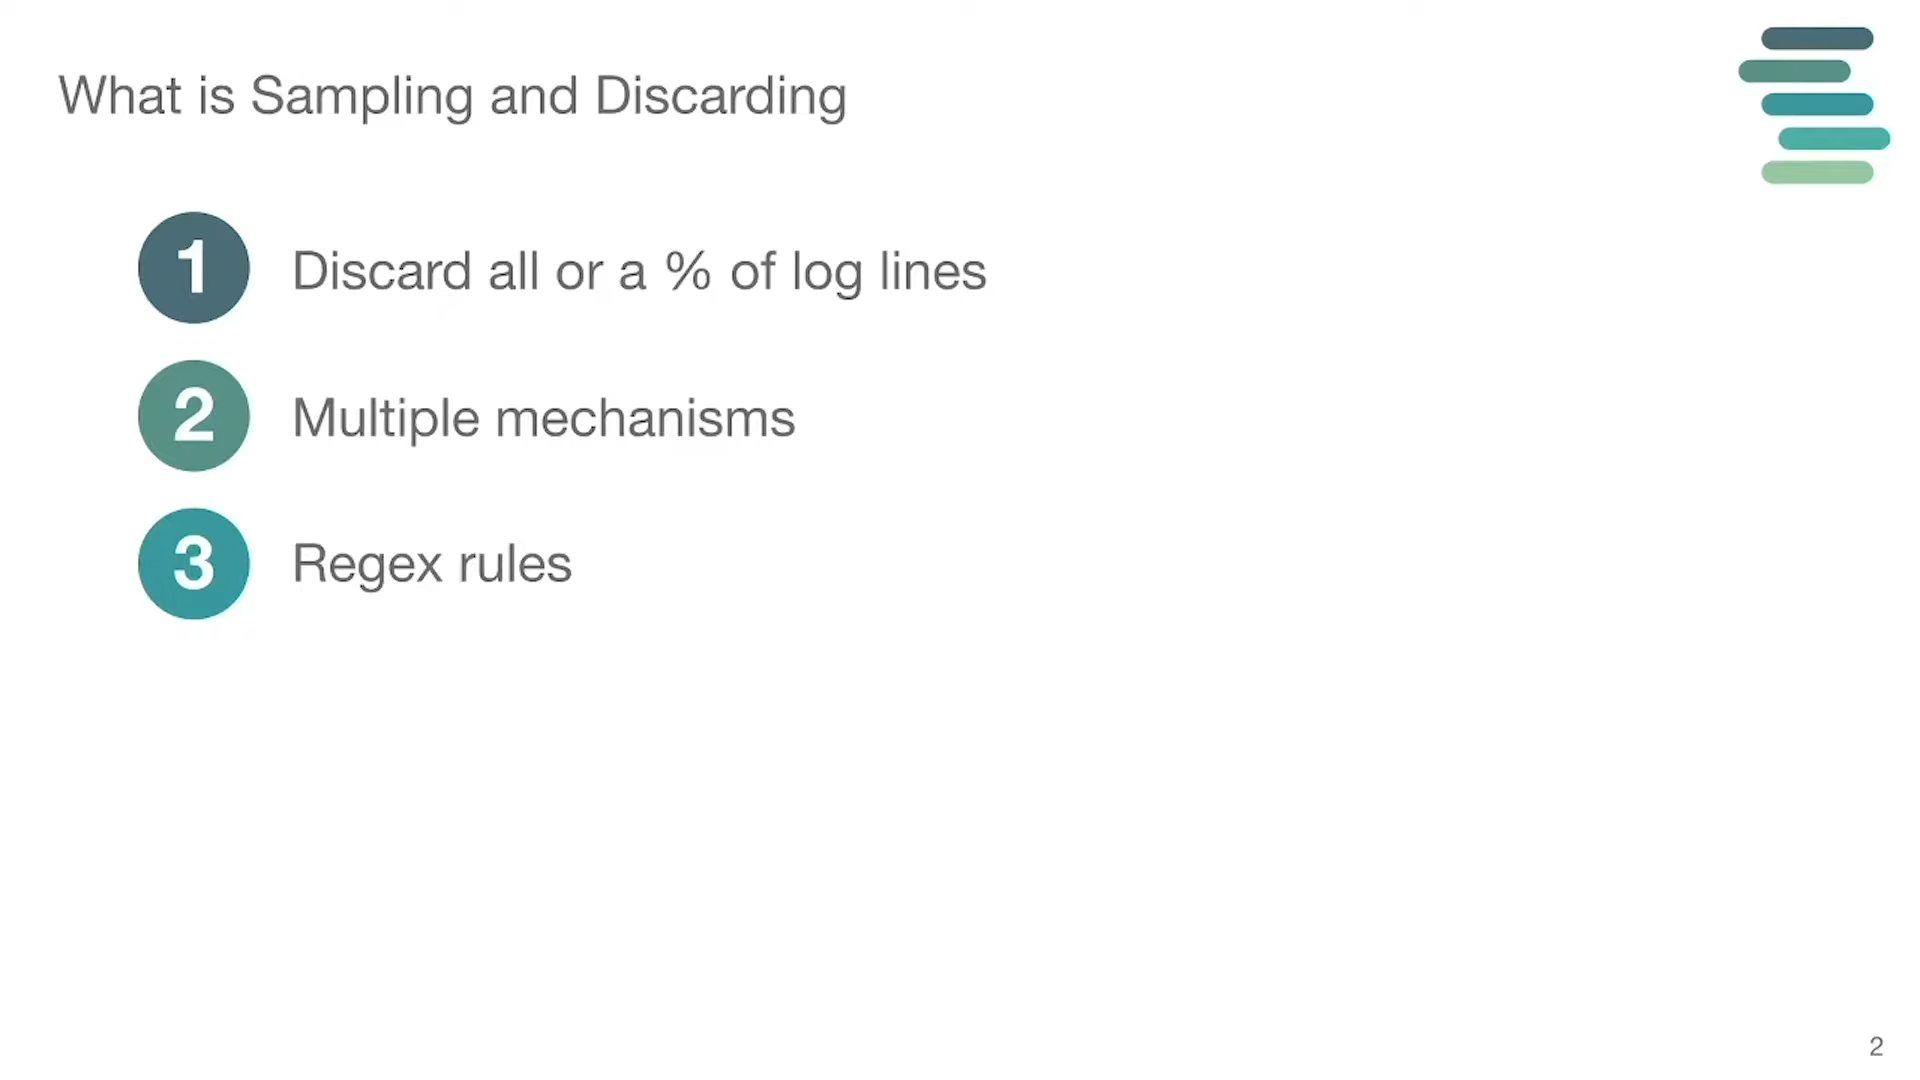 What is Sampling and Discarding
1 Discard all or a % of log lines
2 Multiple mechanisms
3 Regex rules
2